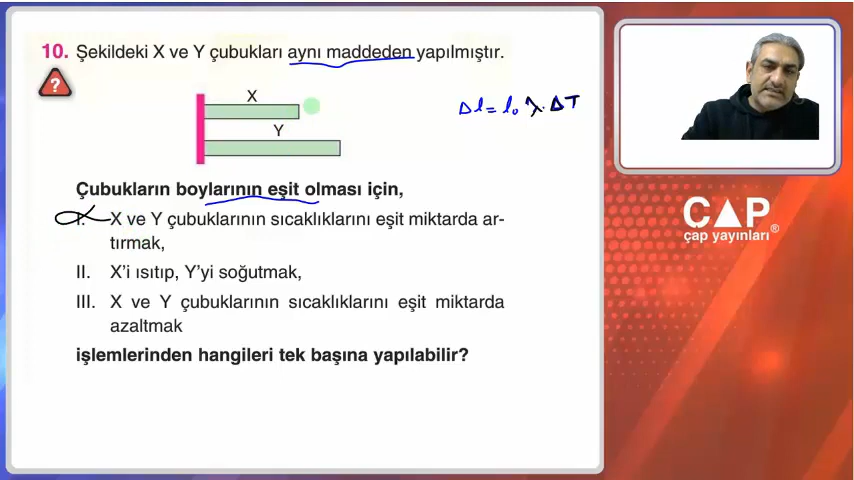 10. Şekildeki X ve Y çubukları aynı maddeden yapılmıştır.
?
X
Y
Δl = l₀ λ · ΔT
Çubukların boylarının eşit olması için,
I. X ve Y çubuklarının sıcaklıklarını eşit miktarda ar-
tırmak,
II. X'i ısıtıp, Y'yi soğutmak,
III. X ve Y çubuklarının sıcaklıklarını eşit miktarda
azaltmak
işlemlerinden hangileri tek başına yapılabilir?
ÇAP
çap yayınları®